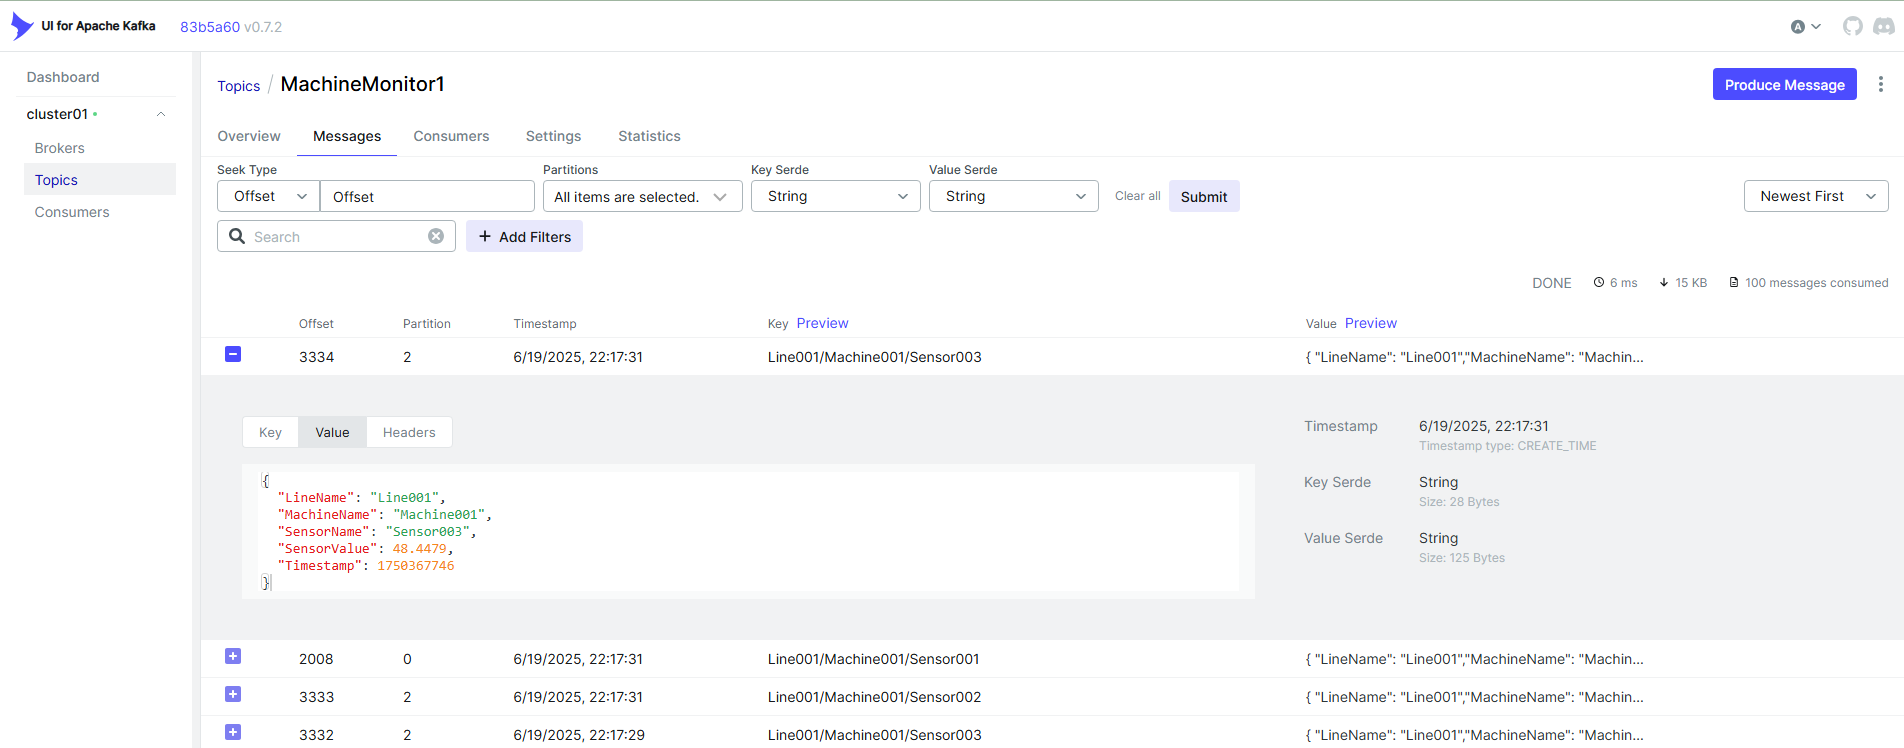 UI for Apache Kafka 83b5a60 v0.7.2 A
Dashboard
cluster01
Brokers
Topics
Consumers
Topics / MachineMonitor1
Produce Message
Overview Messages Consumers Settings Statistics
Seek Type Partitions Key Serde Value Serde
Offset Offset All items are selected. String String Clear all Submit Newest First
Search Add Filters
DONE 6 ms 15 KB 100 messages consumed
Offset Partition Timestamp Key Preview Value Preview
3334 2 6/19/2025, 22:17:31 Line001/Machine001/Sensor003 { "LineName": "Line001","MachineName": "Machin...
Key Value Headers
{
"LineName": "Line001",
"MachineName": "Machine001",
"SensorName": "Sensor003",
"SensorValue": 48.4479,
"Timestamp": 1750367746
}
Timestamp 6/19/2025, 22:17:31
Timestamp type: CREATE_TIME
Key Serde String
Size: 28 Bytes
Value Serde String
Size: 125 Bytes
2008 0 6/19/2025, 22:17:31 Line001/Machine001/Sensor001 { "LineName": "Line001","MachineName": "Machin...
3333 2 6/19/2025, 22:17:31 Line001/Machine001/Sensor002 { "LineName": "Line001","MachineName": "Machin...
3332 2 6/19/2025, 22:17:29 Line001/Machine001/Sensor003 { "LineName": "Line001","MachineName": "Machin...